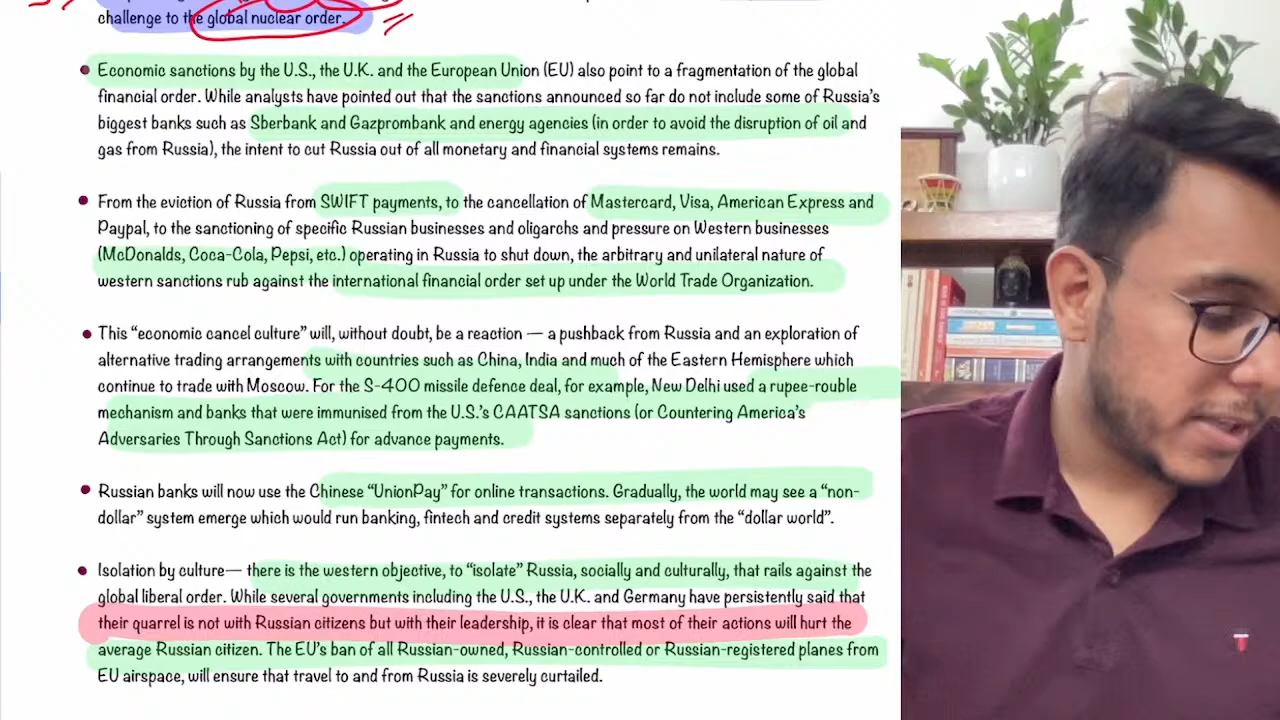 challenge to the global nuclear order.
Economic sanctions by the U.S., the U.K. and the European Union (EU) also point to a fragmentation of the global
financial order. While analysts have pointed out that the sanctions announced so far do not include some of Russia's
biggest banks such as Sberbank and Gazprombank and energy agencies (in order to avoid the disruption of oil and
gas from Russia), the intent to cut Russia out of all monetary and financial systems remains.
From the eviction of Russia from SWIFT payments, to the cancellation of Mastercard, Visa, American Express and
Paypal, to the sanctioning of specific Russian businesses and oligarchs and pressure on Western businesses
(McDonalds, Coca-Cola, Pepsi, etc.) operating in Russia to shut down, the arbitrary and unilateral nature of
western sanctions rub against the international financial order set up under the World Trade Organization.
This “economic cancel culture” will, without doubt, be a reaction — a pushback from Russia and an exploration of
alternative trading arrangements with countries such as China, India and much of the Eastern Hemisphere which
continue to trade with Moscow. For the S-400 missile defence deal, for example, New Delhi used a rupee-rouble
mechanism and banks that were immunised from the U.S.'s CAATSA sanctions (or Countering America's
Adversaries Through Sanctions Act) for advance payments.
Russian banks will now use the Chinese “UnionPay” for online transactions. Gradually, the world may see a “non-
dollar” system emerge which would run banking, fintech and credit systems separately from the “dollar world”.
Isolation by culture— there is the western objective, to “isolate” Russia, socially and culturally, that rails against the
global liberal order. While several governments including the U.S., the U.K. and Germany have persistently said that
their quarrel is not with Russian citizens but with their leadership, it is clear that most of their actions will hurt the
average Russian citizen. The EU's ban of all Russian-owned, Russian-controlled or Russian-registered planes from
EU airspace, will ensure that travel to and from Russia is severely curtailed.